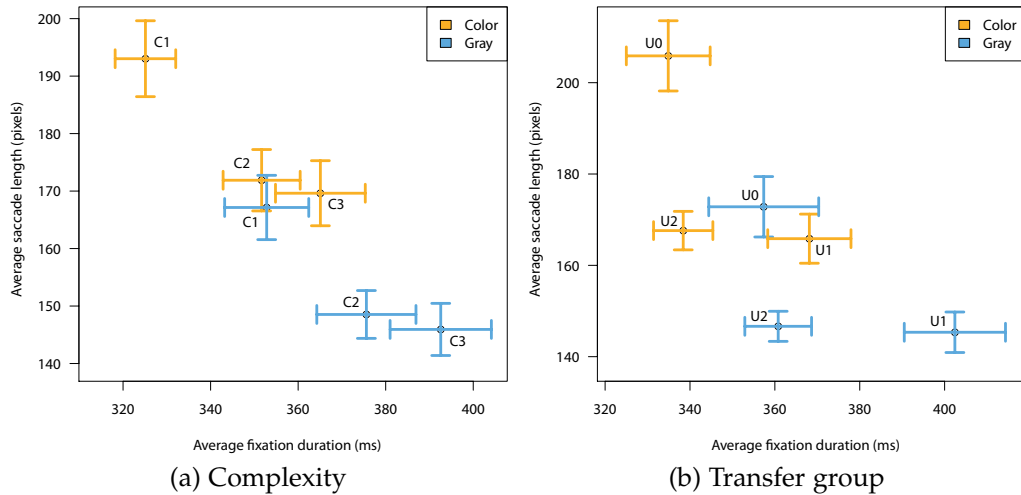 Color
Gray
C1
C2
C1
C3
C2
C3
200
190
180
170
160
150
140
320
340
360
380
400
Average saccade length (pixels)
Average fixation duration (ms)
(a) Complexity
Color
Gray
U0
U0
U2
U1
U2
U1
200
180
160
140
320
340
360
380
400
Average saccade length (pixels)
Average fixation duration (ms)
(b) Transfer group